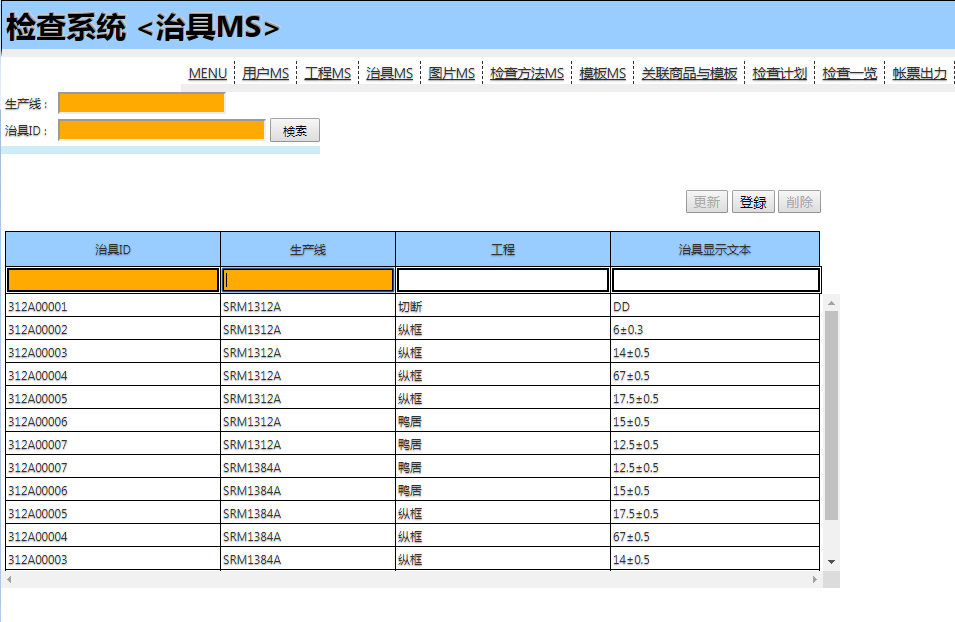 检查系统 <治具MS>
MENU 用户MS 工程MS 治具MS 图片MS 检查方法MS 模板MS 关联商品与模板 检查计划 检查一览 帐票出力
生产线：
治具ID： 検索
更新 登録 削除
治具ID 生产线 工程 治具显示文本
312A00001 SRM1312A 切断 DD
312A00002 SRM1312A 纵框 6±0.3
312A00003 SRM1312A 纵框 14±0.5
312A00004 SRM1312A 纵框 67±0.5
312A00005 SRM1312A 纵框 17.5±0.5
312A00006 SRM1312A 鸭居 15±0.5
312A00007 SRM1312A 鸭居 12.5±0.5
312A00007 SRM1384A 鸭居 12.5±0.5
312A00006 SRM1384A 鸭居 15±0.5
312A00005 SRM1384A 纵框 17.5±0.5
312A00004 SRM1384A 纵框 67±0.5
312A00003 SRM1384A 纵框 14±0.5